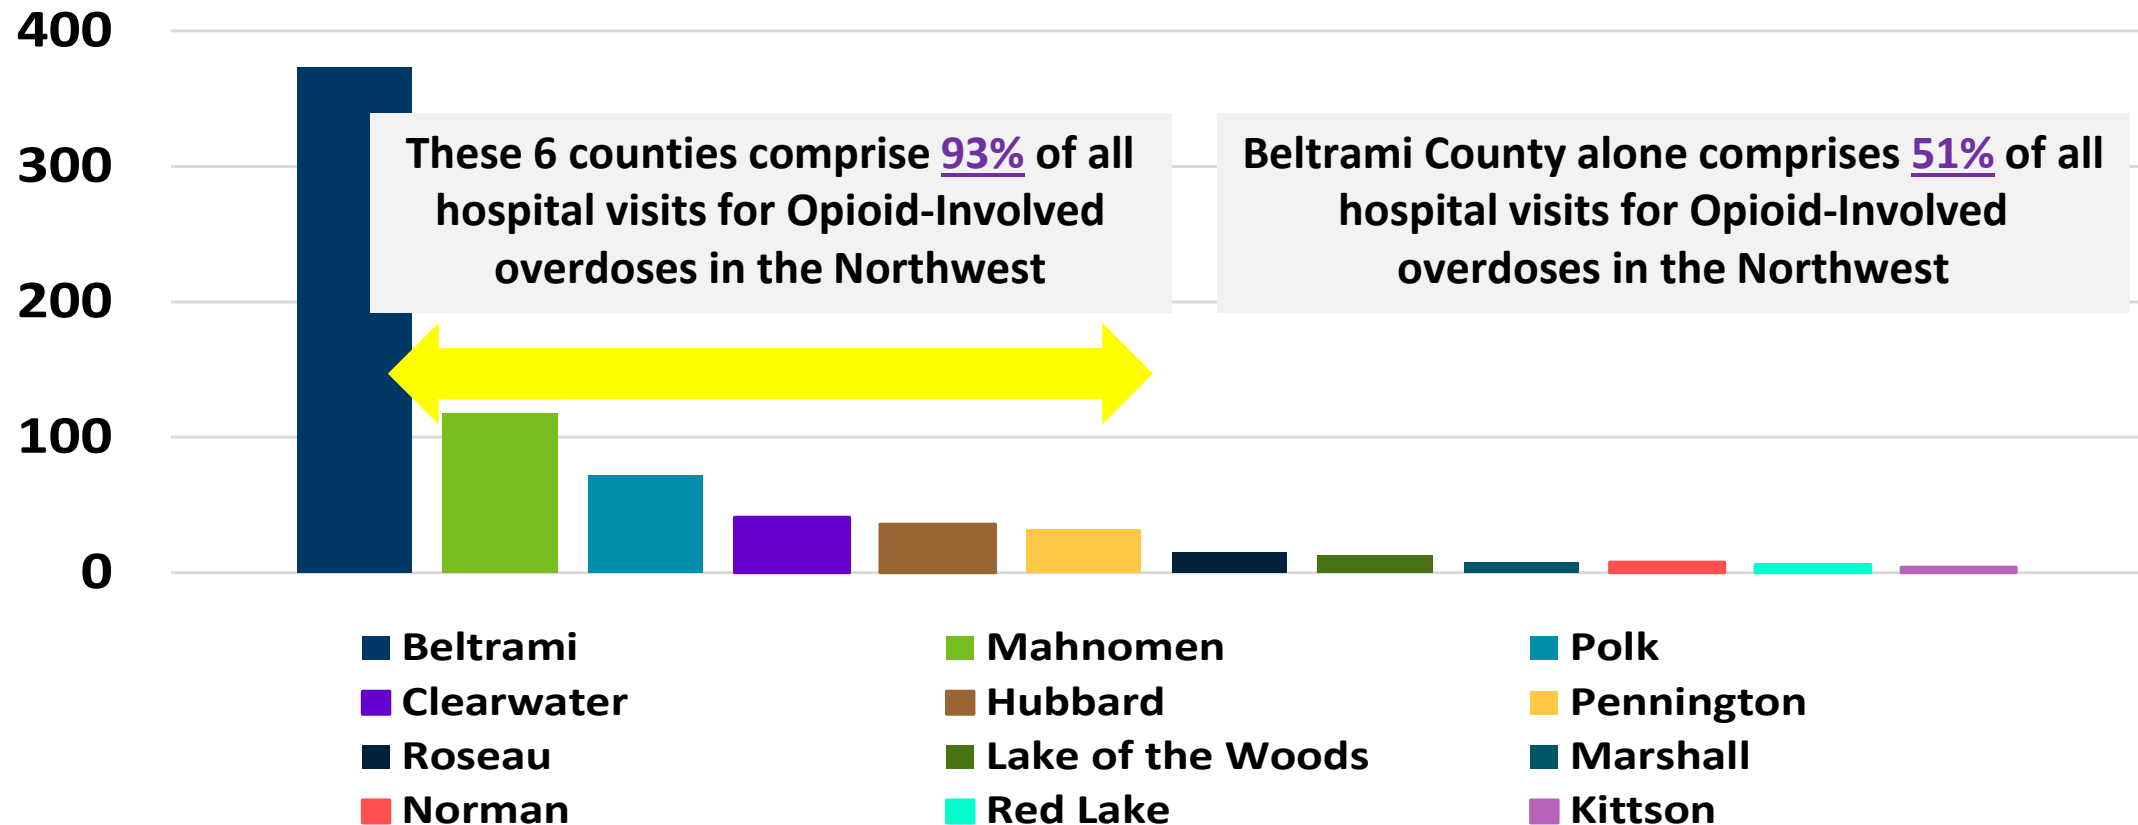 400
300
200
100
0
These 6 counties comprise 93% of all
hospital visits for Opioid-Involved
overdoses in the Northwest
Beltrami County alone comprises 51% of all
hospital visits for Opioid-Involved
overdoses in the Northwest
Beltrami
Mahnomen
Polk
Clearwater
Hubbard
Pennington
Roseau
Lake of the Woods
Marshall
Norman
Red Lake
Kittson